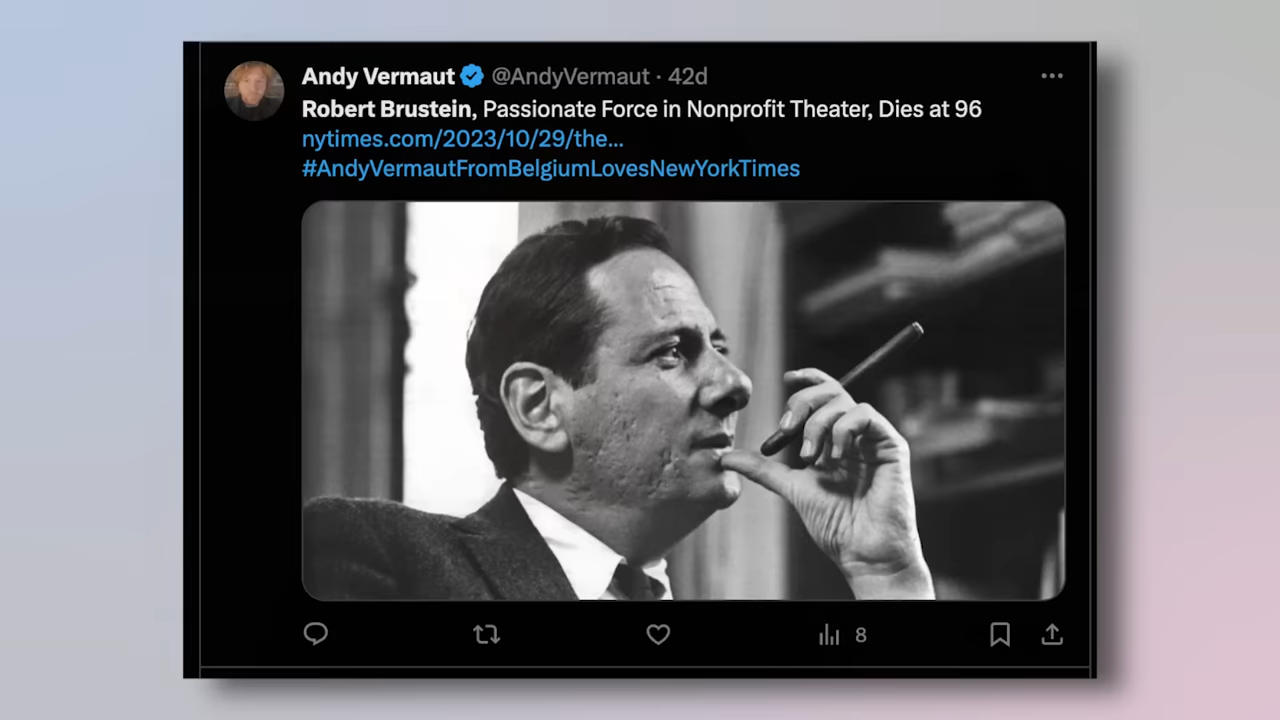 Andy Vermaut @AndyVermaut · 42d
Robert Brustein, Passionate Force in Nonprofit Theater, Dies at 96
nytimes.com/2023/10/29/the...
#AndyVermautFromBelgiumLovesNewYorkTimes
8